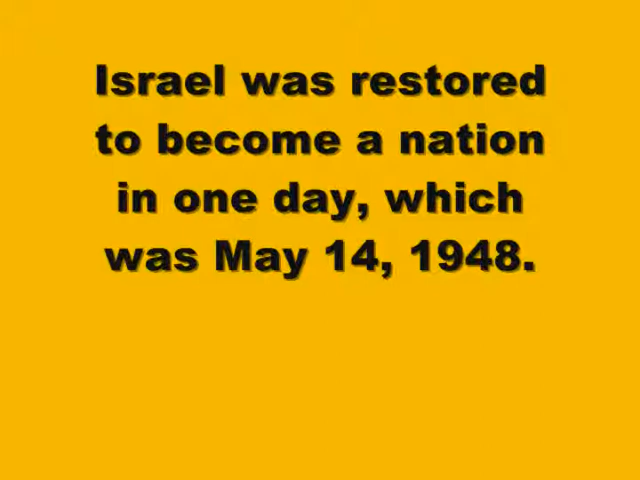 Israel was restored
to become a nation
in one day, which
was May 14, 1948.